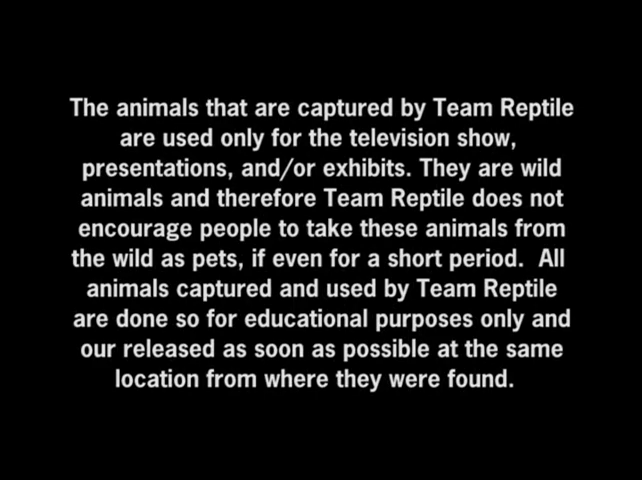 The animals that are captured by Team Reptile
are used only for the television show,
presentations, and/or exhibits. They are wild
animals and therefore Team Reptile does not
encourage people to take these animals from
the wild as pets, if even for a short period.  All
animals captured and used by Team Reptile
are done so for educational purposes only and
our released as soon as possible at the same
location from where they were found.